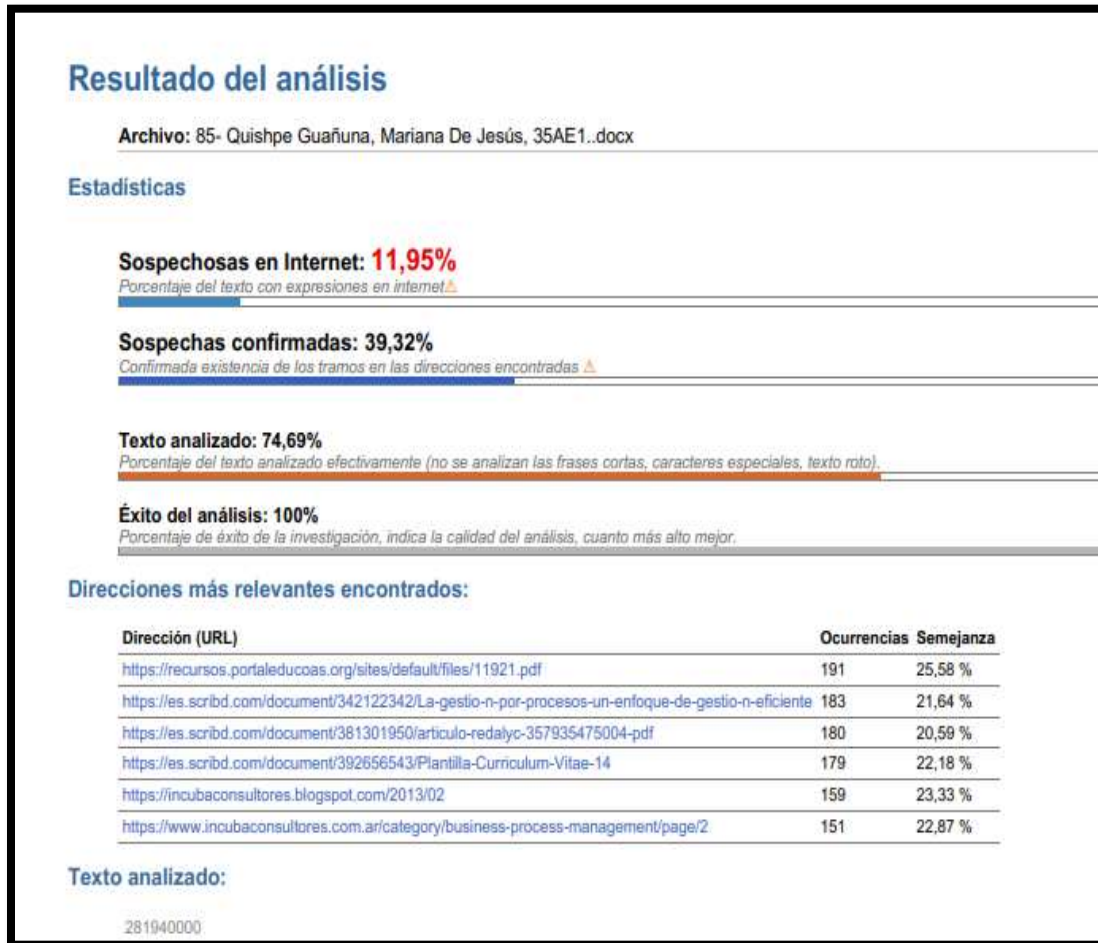 Resultado del análisis
Archivo: 85- Quishpe Guañuna, Mariana De Jesús, 35AE1..docx
Estadísticas
Sospechosas en Internet: 11,95%
Porcentaje del texto con expresiones en internet⚠
Sospechas confirmadas: 39,32%
Confirmada existencia de los tramos en las direcciones encontradas ⚠
Texto analizado: 74,69%
Porcentaje del texto analizado efectivamente (no se analizan las frases cortas, caracteres especiales, texto roto).
Éxito del análisis: 100%
Porcentaje de éxito de la investigación, indica la calidad del análisis, cuanto más alto mejor.
Direcciones más relevantes encontrados:
Dirección (URL) Ocurrencias Semejanza
https://recursos.portaleducoas.org/sites/default/files/11921.pdf 191 25,58 %
https://es.scribd.com/document/342122342/La-gestio-n-por-procesos-un-enfoque-de-gestio-n-eficiente 183 21,64 %
https://es.scribd.com/document/381301950/articulo-redalyc-357935475004-pdf 180 20,59 %
https://es.scribd.com/document/392656543/Plantilla-Curriculum-Vitae-14 179 22,18 %
https://incubaconsultores.blogspot.com/2013/02 159 23,33 %
https://www.incubaconsultores.com.ar/category/business-process-management/page/2 151 22,87 %
Texto analizado:
281940000